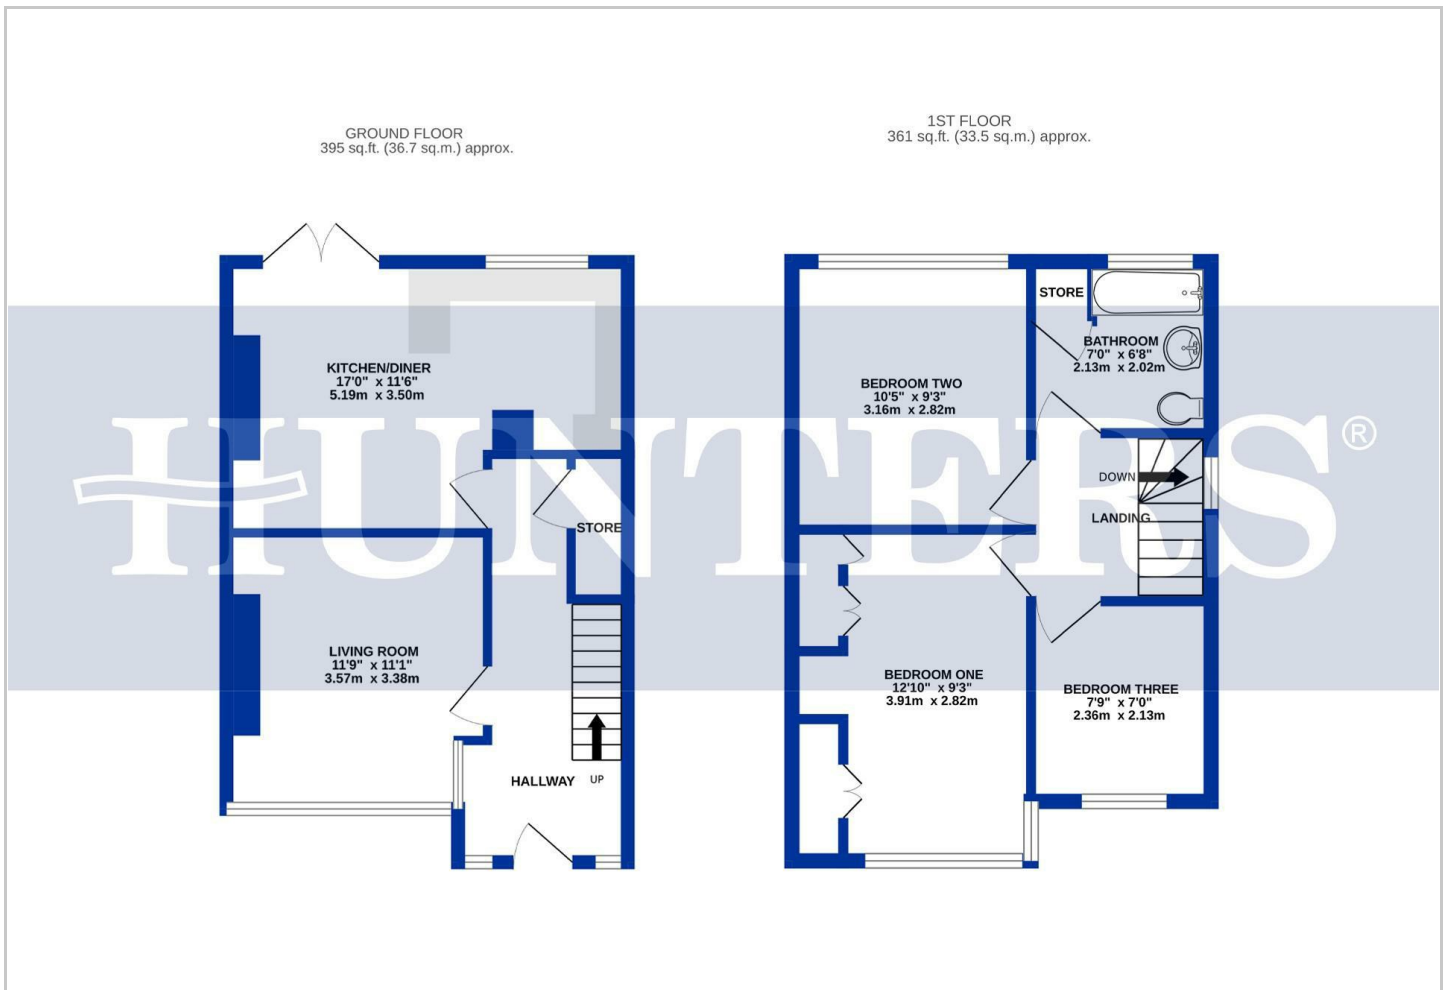 GROUND FLOOR
395 sq.ft. (36.7 sq.m.) approx.
1ST FLOOR
361 sq.ft. (33.5 sq.m.) approx.
KITCHEN/DINER
17'0" x 11'6"
5.19m x 3.50m
STORE
LIVING ROOM
11'9" x 11'1"
3.57m x 3.38m
HALLWAY
UP
STORE
BATHROOM
7'0" x 6'8"
2.13m x 2.02m
BEDROOM TWO
10'5" x 9'3"
3.16m x 2.82m
DOWN
LANDING
BEDROOM ONE
12'10" x 9'3"
3.91m x 2.82m
BEDROOM THREE
7'9" x 7'0"
2.36m x 2.13m
HUNTERS®